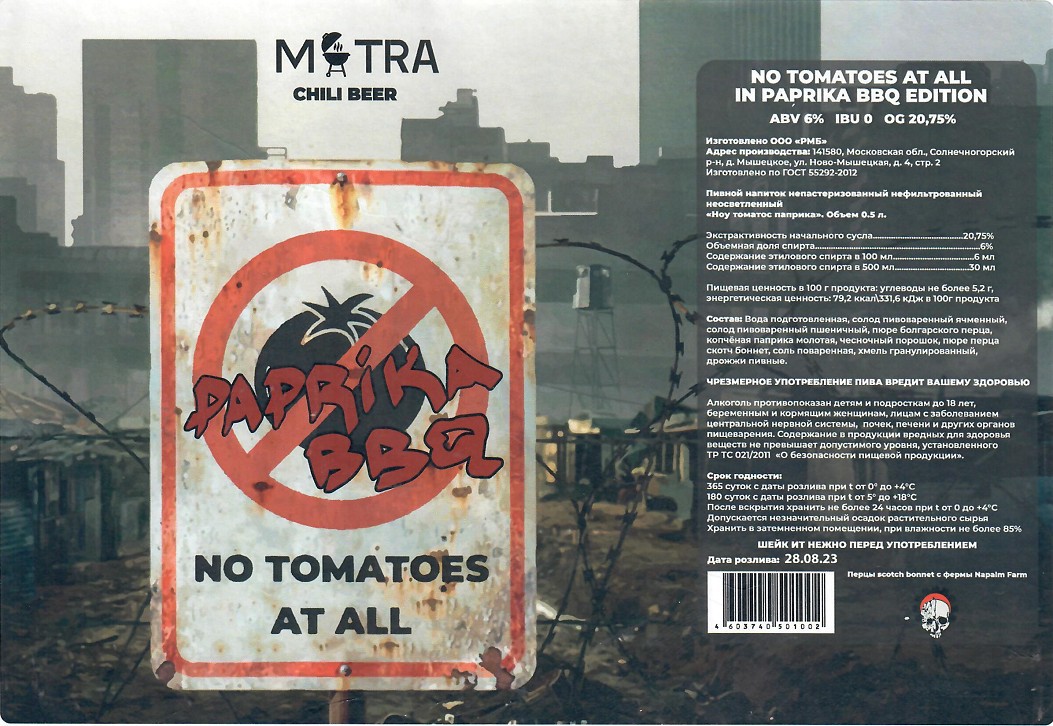 MOTRA
CHILI BEER
PAPRIKA
BBQ
NO TOMATOES
AT ALL
NO TOMATOES AT ALL
IN PAPRIKA BBQ EDITION
ABV 6% IBU 0 OG 20,75%
Изготовлено ООО «РМБ»
Адрес производства: 141580, Московская обл., Солнечногорский
р-н, д. Мышецкое, ул. Ново-Мышецкая, д. 4, стр. 2
Изготовлено по ГОСТ 55292-2012
Пивной напиток непастеризованный нефильтрованный
неосветленный
«Ноу томатос паприка». Объем 0.5 л.
Экстрактивность начального сусла........................................20,75%
Объемная доля спирта.......................................................6%
Содержание этилового спирта в 100 мл...............................6 мл
Содержание этилового спирта в 500 мл............................30 мл
Пищевая ценность в 100 г продукта: углеводы не более 5,2 г,
энергетическая ценность: 79,2 ккал\331,6 кДж в 100г продукта
Состав: Вода подготовленная, солод пивоваренный ячменный,
солод пивоваренный пшеничный, пюре болгарского перца,
копчёная паприка молотая, чесночный порошок, пюре перца
скотч боннет, соль поваренная, хмель гранулированный,
дрожжи пивные.
ЧРЕЗМЕРНОЕ УПОТРЕБЛЕНИЕ ПИВА ВРЕДИТ ВАШЕМУ ЗДОРОВЬЮ
Алкоголь противопоказан детям и подросткам до 18 лет,
беременным и кормящим женщинам, лицам с заболеванием
центральной нервной системы, почек, печени и других органов
пищеварения. Содержание в продукции вредных для здоровья
веществ не превышает допустимого уровня, установленного
ТР ТС 021/2011 «О безопасности пищевой продукции».
Срок годности:
365 суток с даты розлива при t от 0° до +4°C
180 суток с даты розлива при t от 5° до +18°C
После вскрытия хранить не более 24 часов при t от 0 до +4°C
Допускается незначительный осадок растительного сырья
Хранить в затемненном помещении, при влажности не более 85%
ШЕЙК ИТ НЕЖНО ПЕРЕД УПОТРЕБЛЕНИЕМ
Дата розлива: 28.08.23
Перцы scotch bonnet с фермы Napalm Farm
4 603740 501002